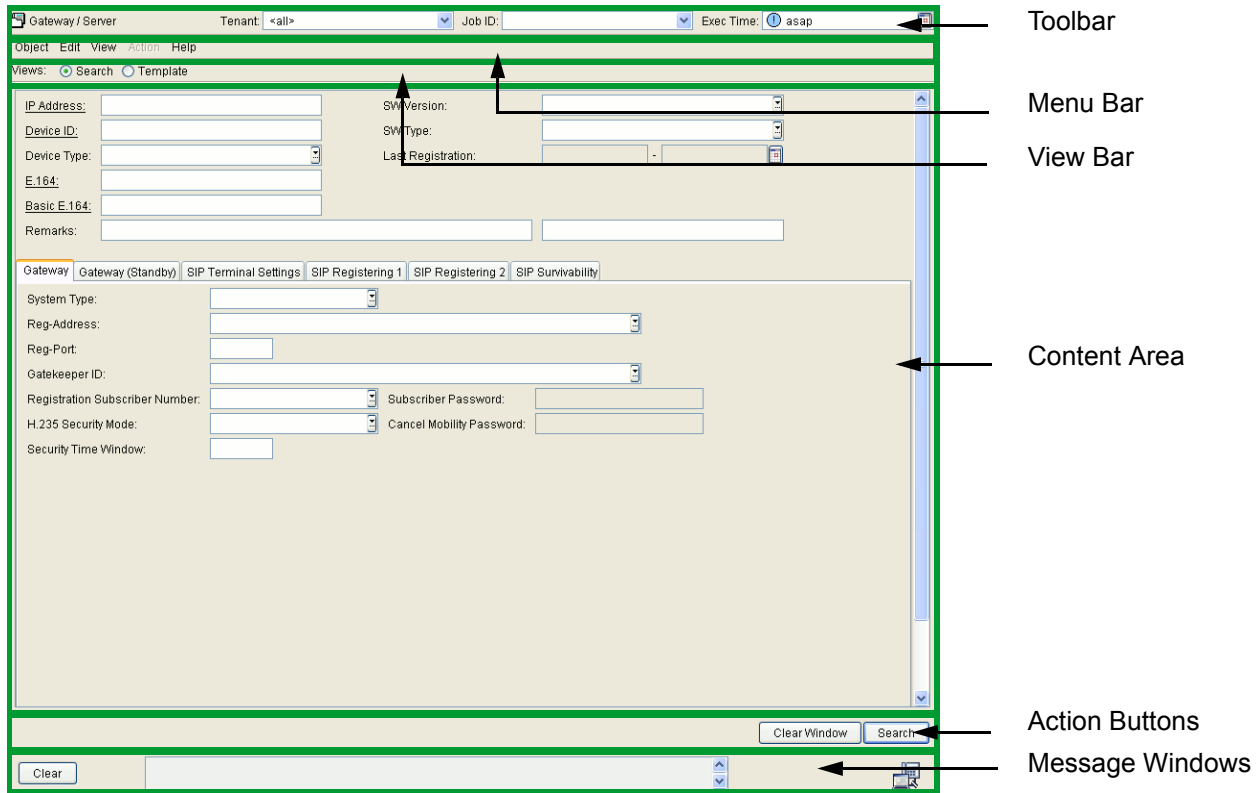 Gateway / Server Tenant: <all> Job ID: Exec Time: asap Toolbar
Object Edit View Action Help
Views: Search Template
Menu Bar
View Bar
IP Address: SW Version:
Device ID: SW Type:
Device Type: Last Registration: -
E.164:
Basic E.164:
Remarks:
Gateway Gateway (Standby) SIP Terminal Settings SIP Registering 1 SIP Registering 2 SIP Survivability
System Type:
Reg-Address:
Reg-Port:
Content Area
Gatekeeper ID:
Registration Subscriber Number: Subscriber Password:
H.235 Security Mode: Cancel Mobility Password:
Security Time Window:
Clear Window Search Action Buttons
Clear Message Windows